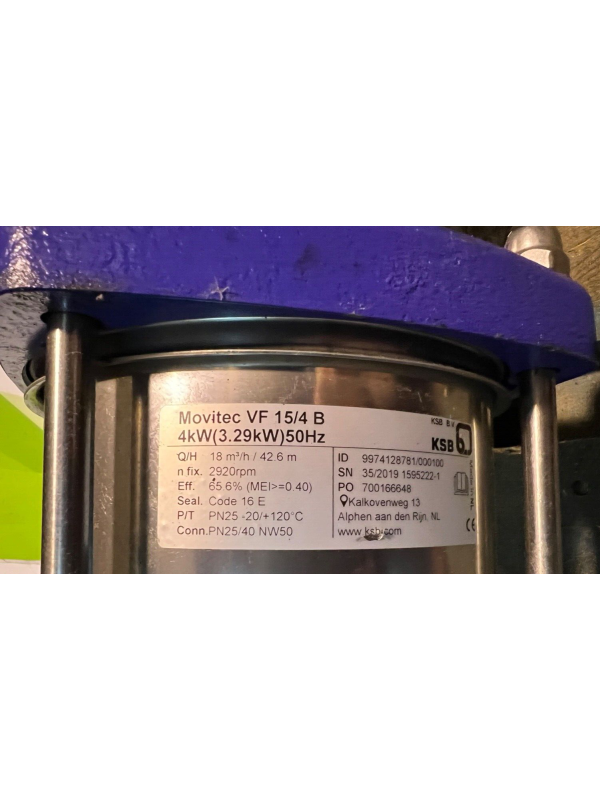 Movitec VF 15/4 B
4kW(3.29kW)50Hz
Q/H 18 m³/h / 42.6 m
n fix. 2920rpm
Eff. 65.6% (MEI>=0.40)
Seal. Code 16 E
P/T PN25 -20/+120°C
Conn. PN25/40 NW50
KSB B.V.
KSB
ID 9974128781/000100
SN 35/2019 1595222-1
PO 700166648
Kalkovenweg 13
Alphen aan den Rijn, NL
www.ksb.com
CE